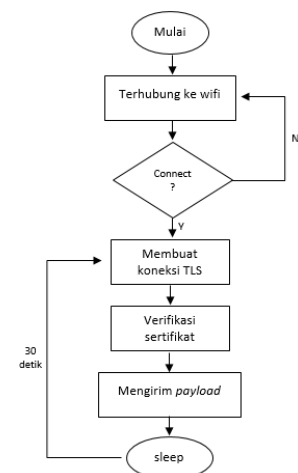 Mulai
Terhubung ke wifi
N
Connect
?
Y
Membuat
koneksi TLS
Verifikasi
sertifikat
30
detik
Mengirim payload
sleep